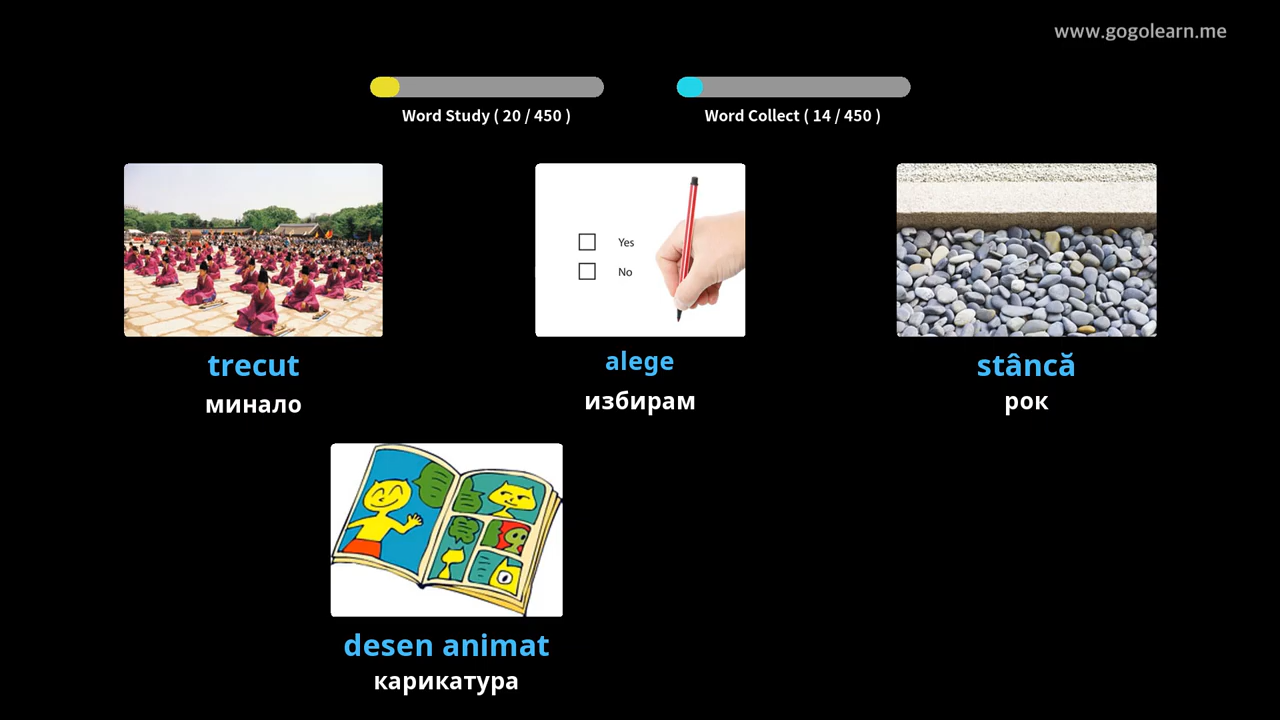 www.gogolearn.me
Word Study ( 20 / 450 )
Word Collect ( 14 / 450 )
Yes
No
trecut
alege
stâncă
минало
избирам
рок
desen animat
карикатура